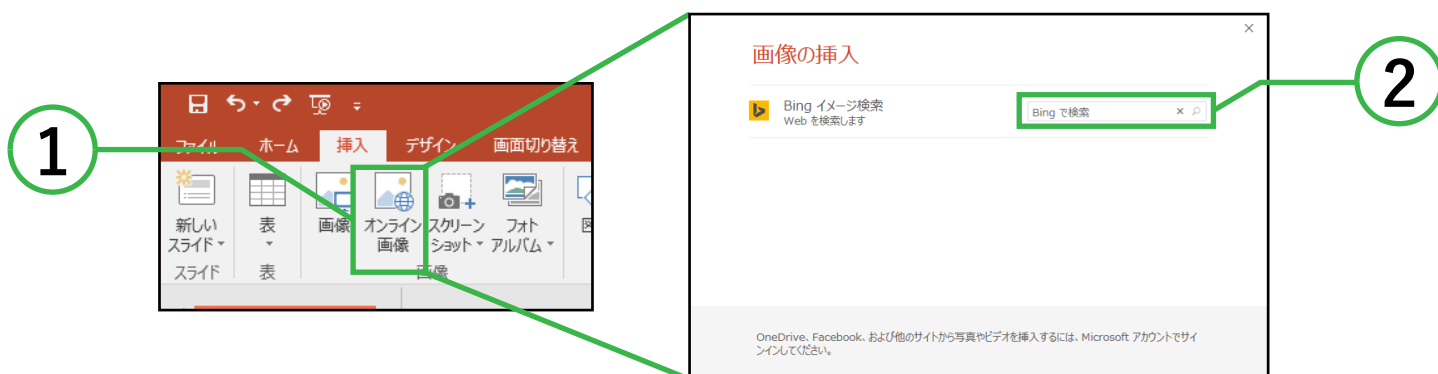 1
ファイル ホーム 挿入 デザイン 画面切り替え
新しい
スライド
表
画像
オンライン
画像
スクリーン
ショット
フォト
アルバム
スライド
表
画像
画像の挿入
Bing イメージ検索
Web を検索します
Bing で検索
2
OneDrive、Facebook、および他のサイトから写真やビデオを挿入するには、Microsoft アカウントでサイ
ンインしてください。